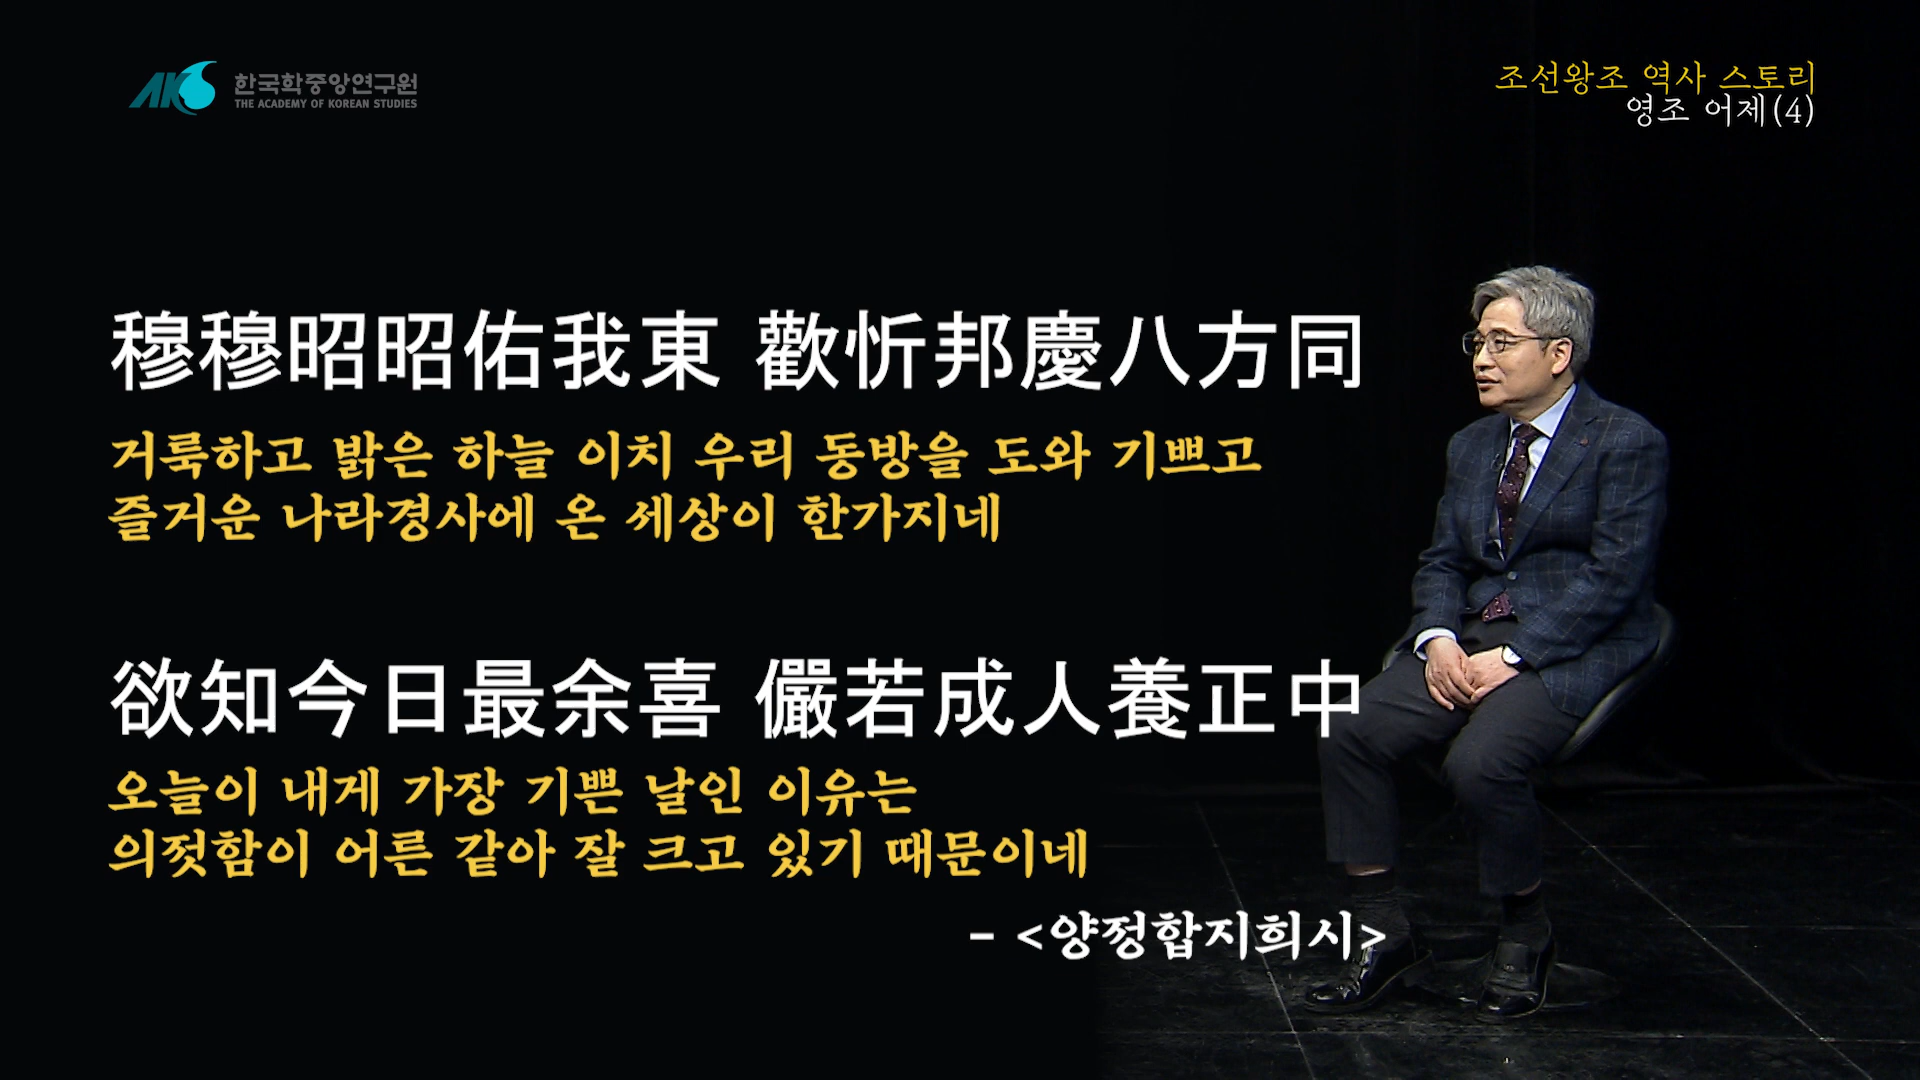 AKS 한국학중앙연구원
THE ACADEMY OF KOREAN STUDIES
조선왕조 역사 스토리
영조 어제(4)
穆穆昭昭佑我東 歡忻邦慶八方同
거룩하고 밝은 하늘 이치 우리 동방을 도와 기쁘고
즐거운 나라경사에 온 세상이 한가지네
欲知今日最余喜 儼若成人養正中
오늘이 내게 가장 기쁜 날인 이유는
의젓함이 어른 같아 잘 크고 있기 때문이네
- <양정합지희시>